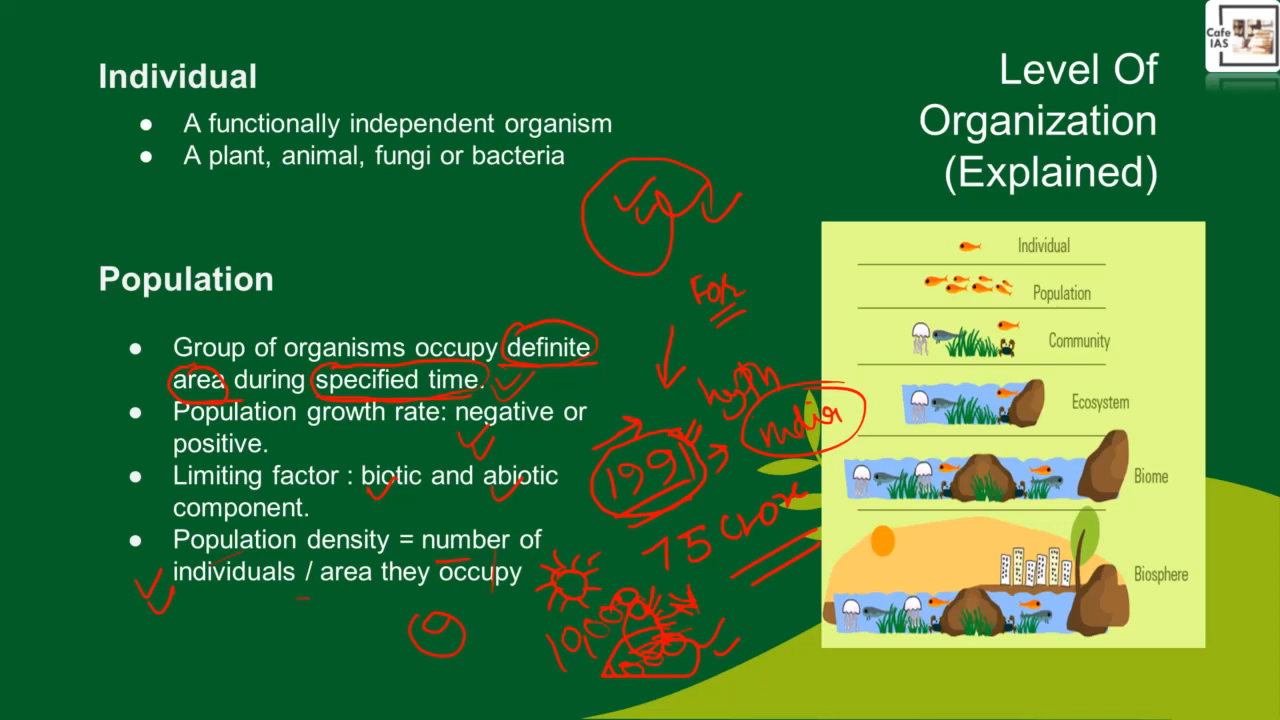 Cafe
IAS
Level Of
Organization
(Explained)
Individual
● A functionally independent organism
● A plant, animal, fungi or bacteria
Population
● Group of organisms occupy definite
area during specified time.
● Population growth rate: negative or
positive.
● Limiting factor : biotic and abiotic
component.
● Population density = number of
individuals / area they occupy
For
India
1991
75 crore
10,000
Individual
Population
Community
Ecosystem
Biome
Biosphere